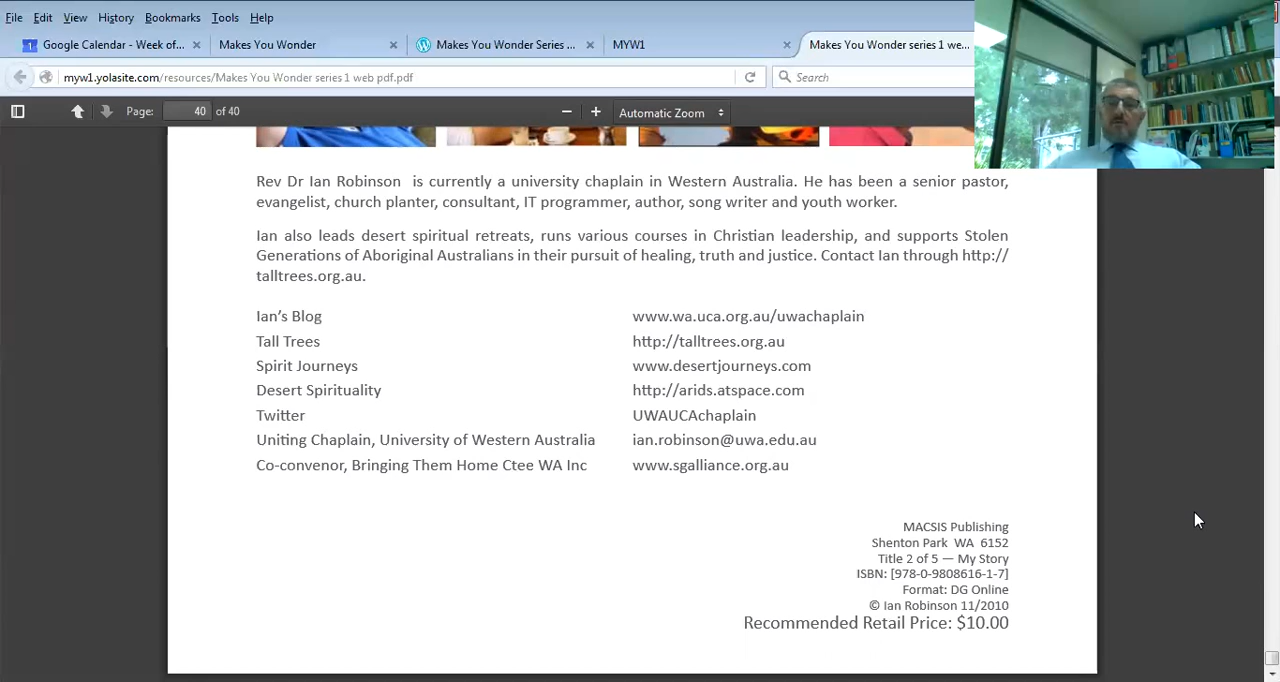 File Edit View History Bookmarks Tools Help
Google Calendar - Week of... × Makes You Wonder × Makes You Wonder Series ... × MYW1 × Makes You Wonder series 1 we...
myw1.yolasite.com/resources/Makes You Wonder series 1 web pdf.pdf Search
Page: 40 of 40 Automatic Zoom
Rev Dr Ian Robinson is currently a university chaplain in Western Australia. He has been a senior pastor,
evangelist, church planter, consultant, IT programmer, author, song writer and youth worker.
Ian also leads desert spiritual retreats, runs various courses in Christian leadership, and supports Stolen
Generations of Aboriginal Australians in their pursuit of healing, truth and justice. Contact Ian through http://
talltrees.org.au.
Ian’s Blog www.wa.uca.org.au/uwachaplain
Tall Trees http://talltrees.org.au
Spirit Journeys www.desertjourneys.com
Desert Spirituality http://arids.atspace.com
Twitter UWAUCAchaplain
Uniting Chaplain, University of Western Australia ian.robinson@uwa.edu.au
Co-convenor, Bringing Them Home Ctee WA Inc www.sgalliance.org.au
MACSIS Publishing
Shenton Park WA 6152
Title 2 of 5 — My Story
ISBN: [978-0-9808616-1-7]
Format: DG Online
© Ian Robinson 11/2010
Recommended Retail Price: $10.00